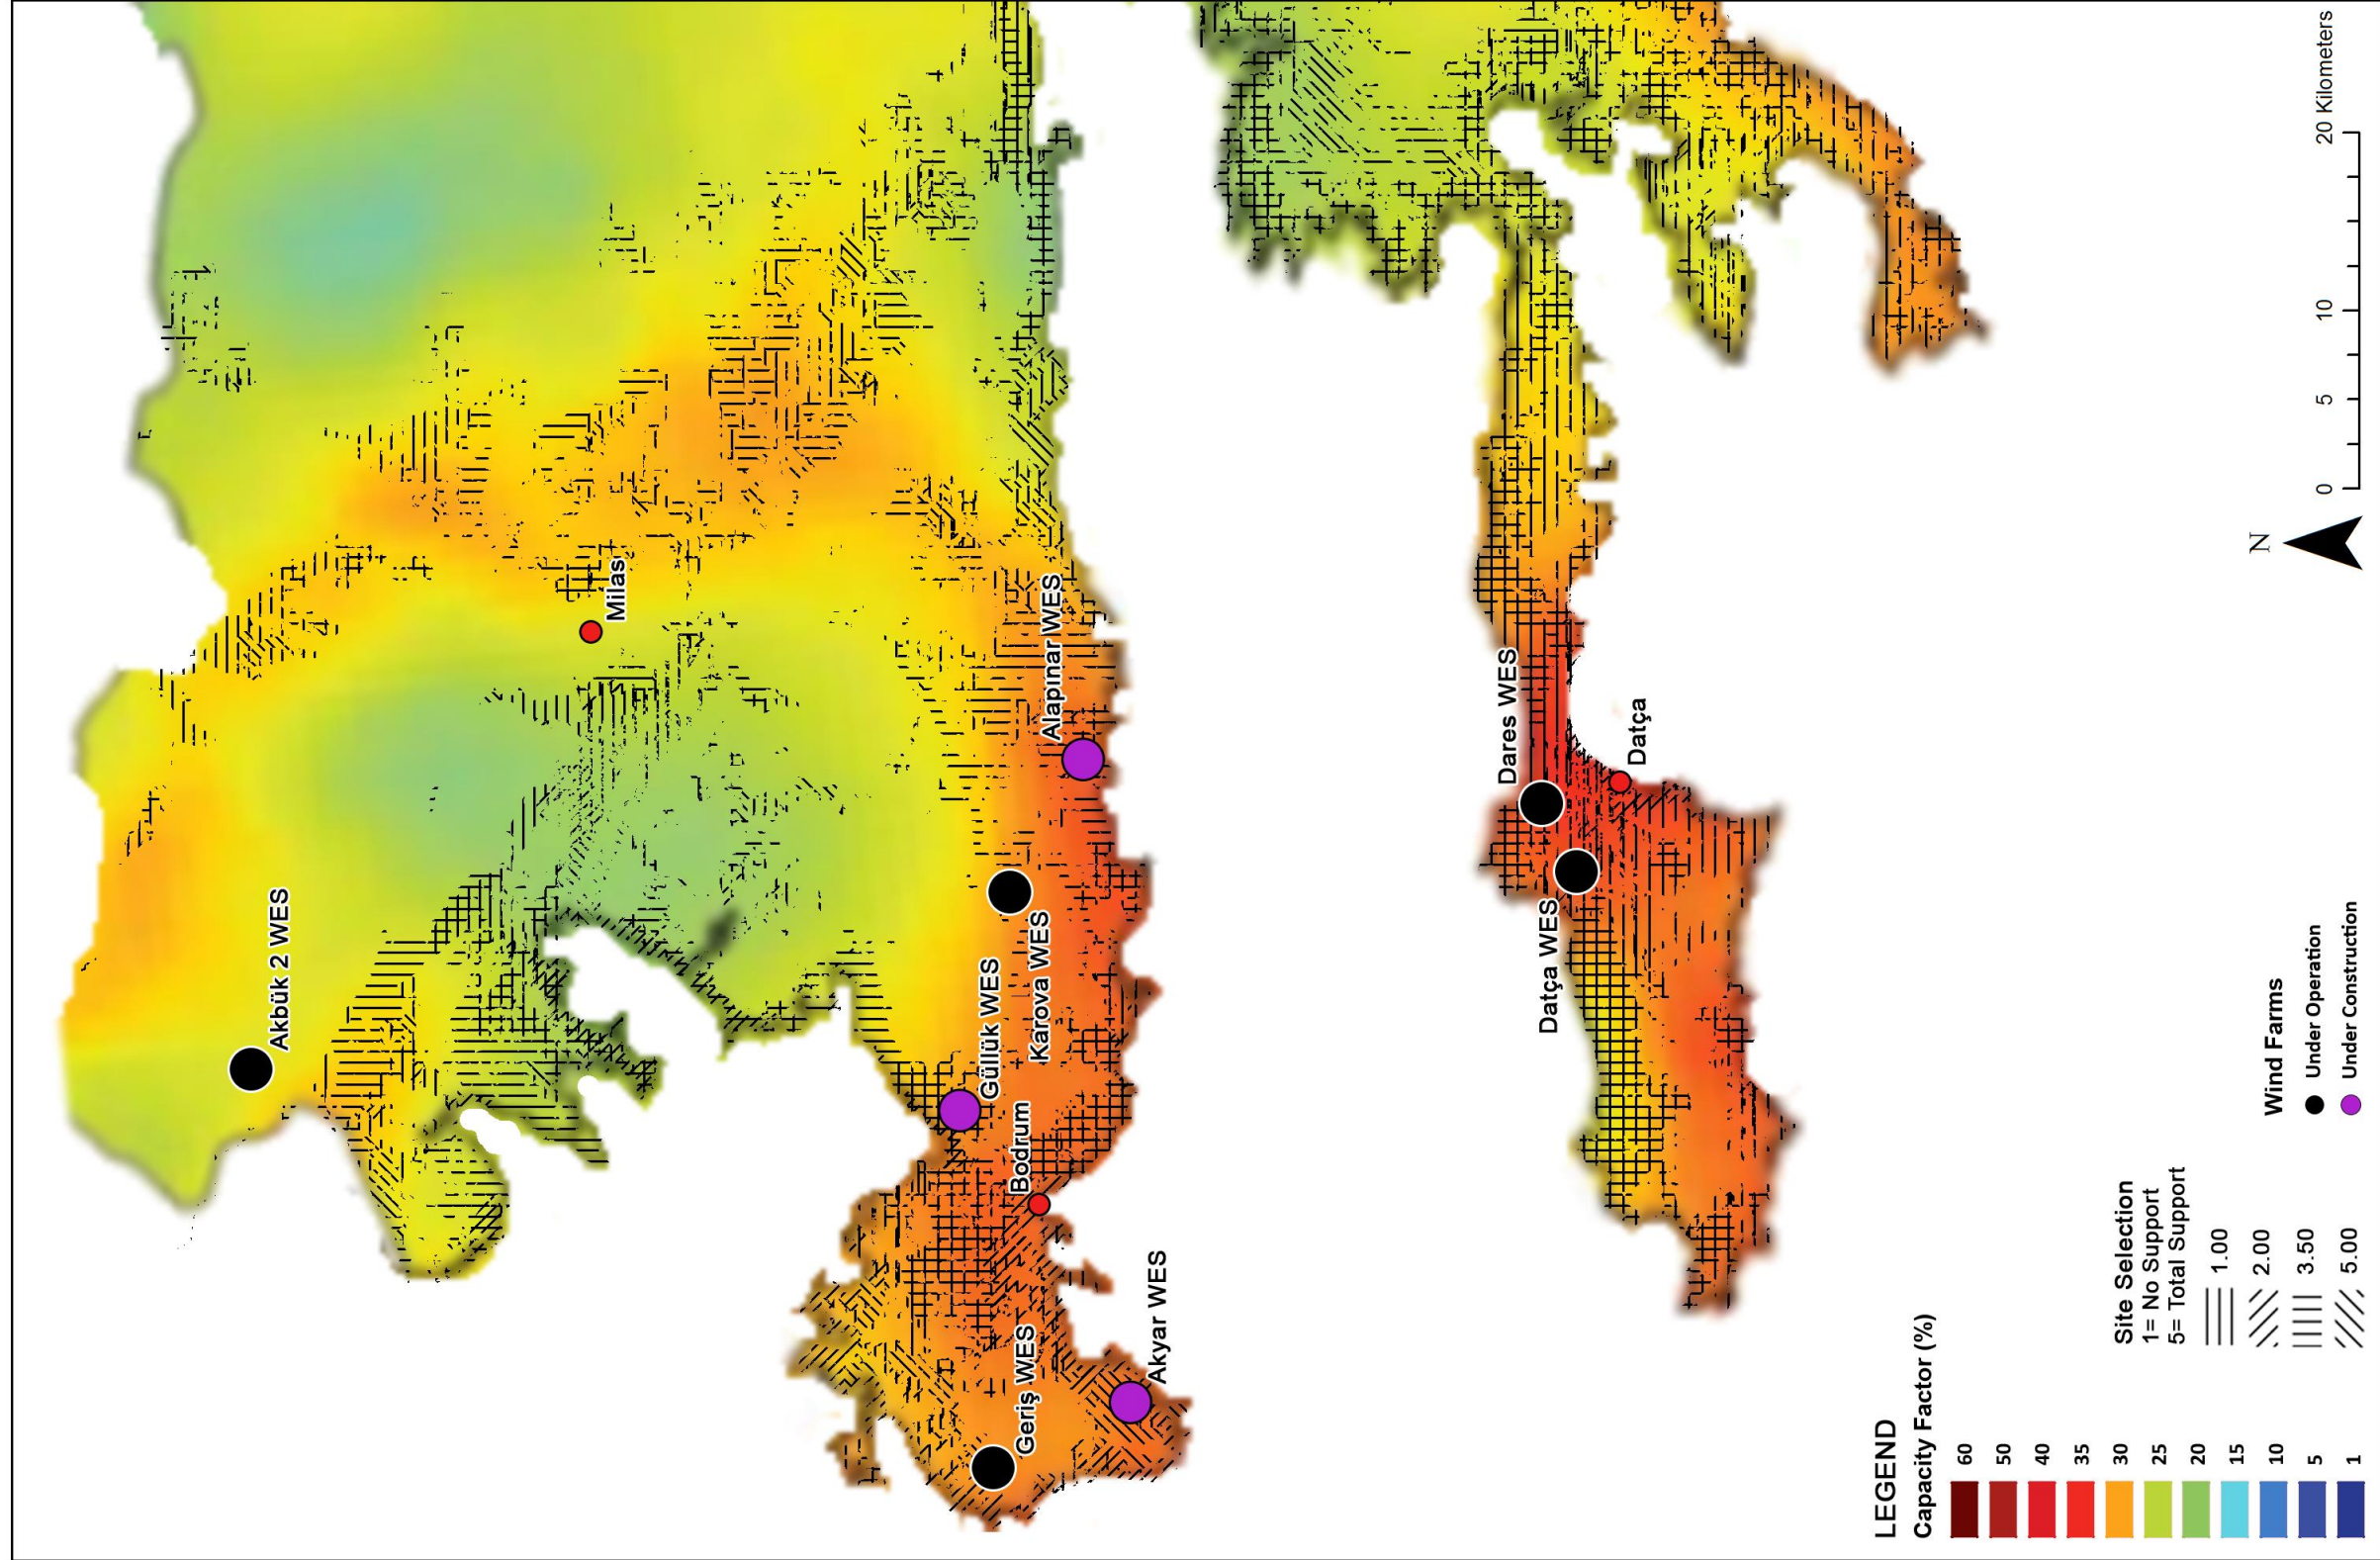 Akbük 2 WES
Milas
Güllük WES
Bodrum
Geriş WES
Karova WES
Alapınar WES
Akyar WES
Dares WES
Datça WES
Datça
LEGEND
Capacity Factor (%)
60
50
40
35
30
25
20
15
10
5
1
Site Selection
1= No Support
5= Total Support
1.00
2.00
3.50
5.00
Wind Farms
Under Operation
Under Construction
N
0 5 10 20 Kilometers